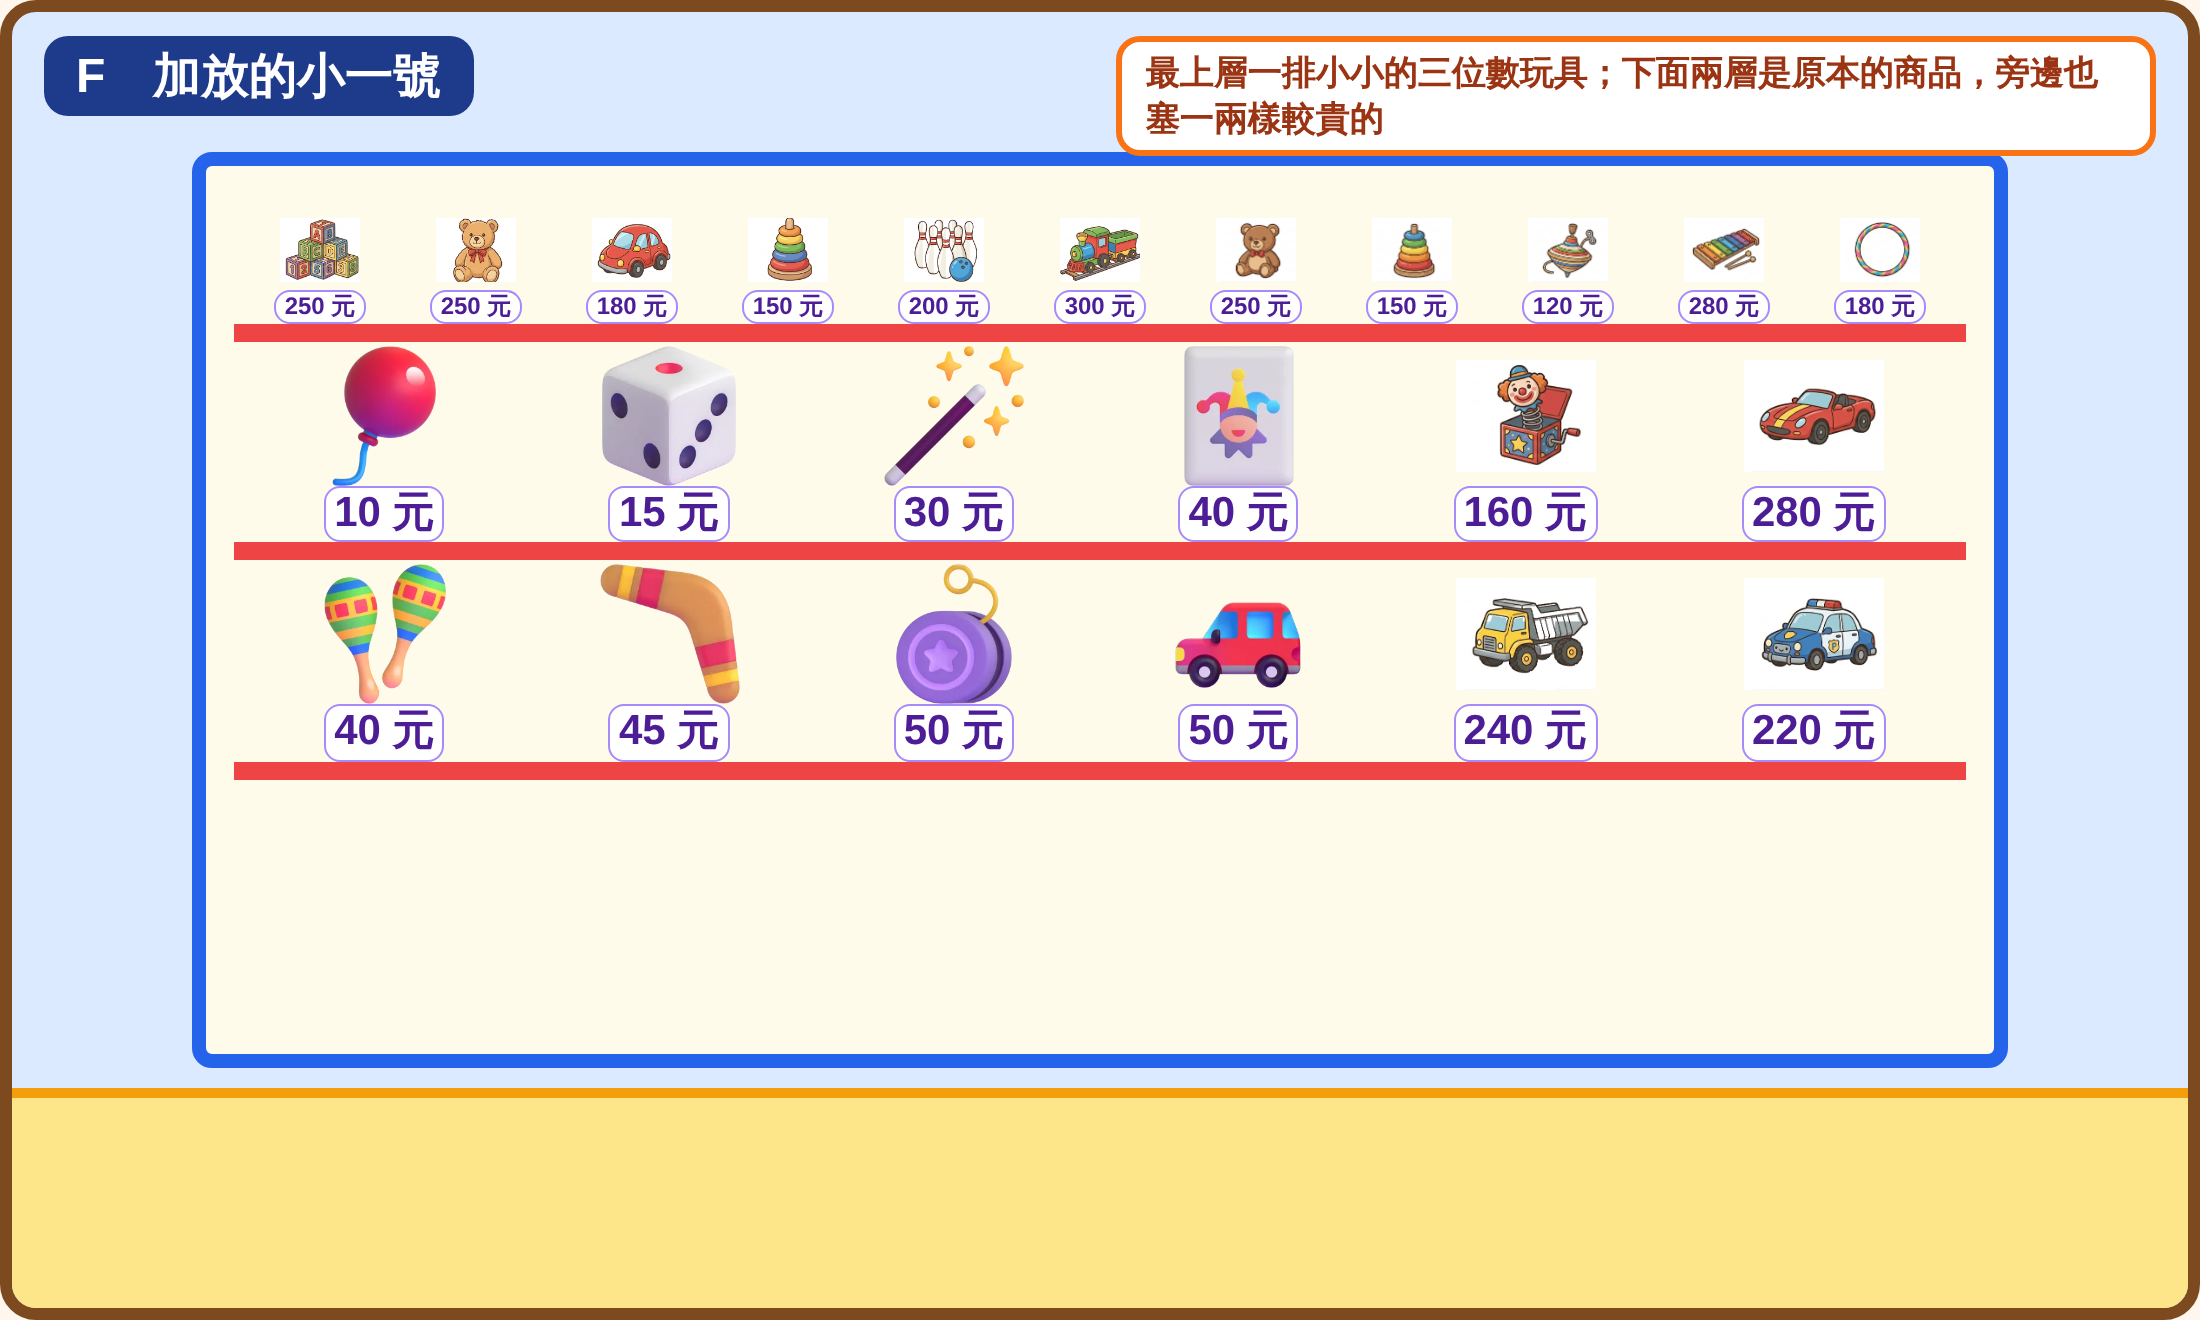 F　加放的小一號
最上層一排小小的三位數玩具；下面兩層是原本的商品，旁邊也
塞一兩樣較貴的
250 元　250 元　180 元　150 元　200 元　300 元　250 元　150 元　120 元　280 元　180 元
10 元　15 元　30 元　40 元　160 元　280 元
40 元　45 元　50 元　50 元　240 元　220 元